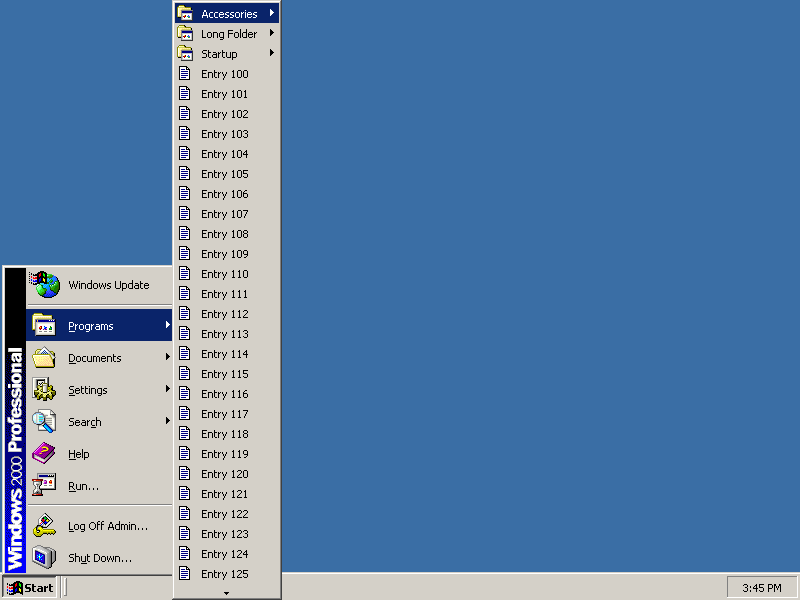 Accessories
Long Folder
Startup
Entry 100
Entry 101
Entry 102
Entry 103
Entry 104
Entry 105
Entry 106
Entry 107
Entry 108
Entry 109
Entry 110
Entry 111
Entry 112
Entry 113
Entry 114
Entry 115
Entry 116
Entry 117
Entry 118
Entry 119
Entry 120
Entry 121
Entry 122
Entry 123
Entry 124
Entry 125
Windows Update
Programs
Documents
Settings
Search
Help
Run...
Log Off Admin...
Shut Down...
Windows 2000 Professional
Start
3:45 PM